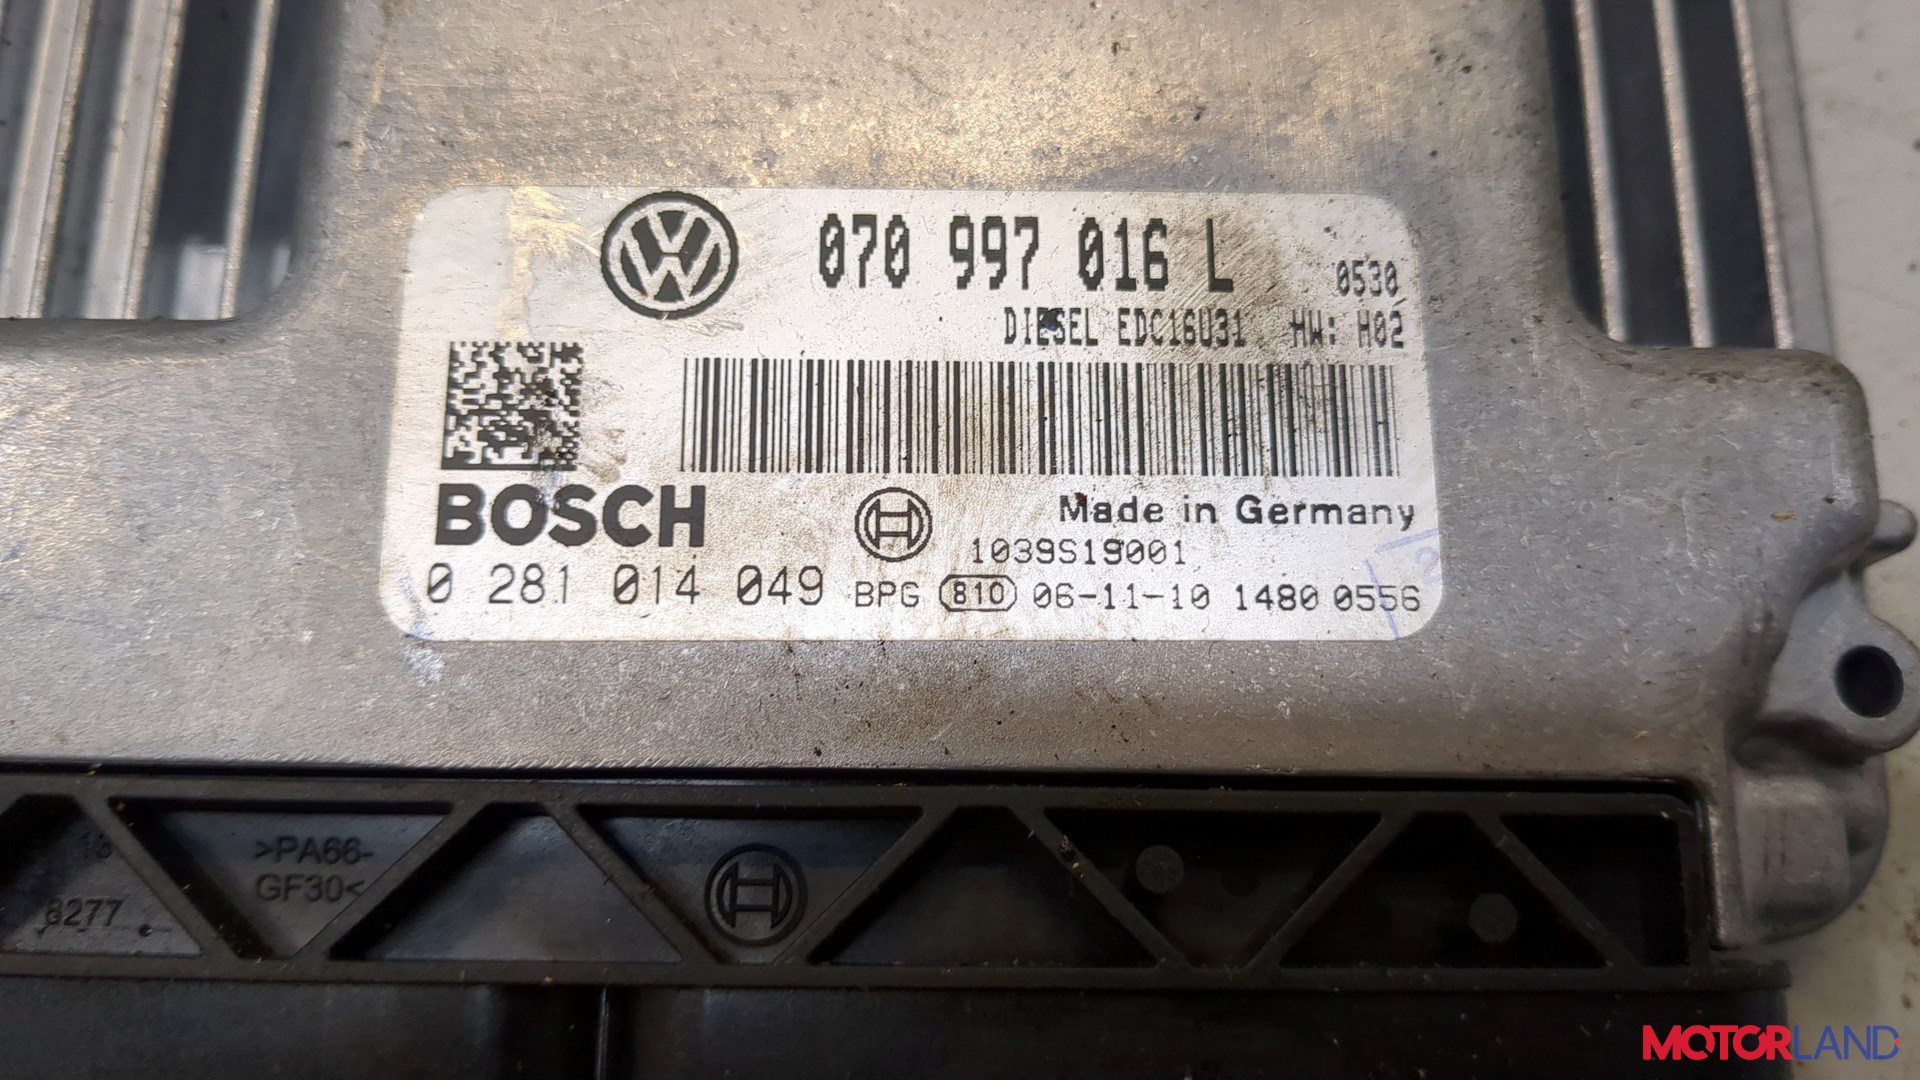 070 997 016 L
0530
DIESEL EDC16U31 HW: H02
BOSCH
Made in Germany
1039S19001
0 281 014 049 BPG 810 06-11-10 1480 0556
>PA66-
GF30<
8277
MOTORLAND